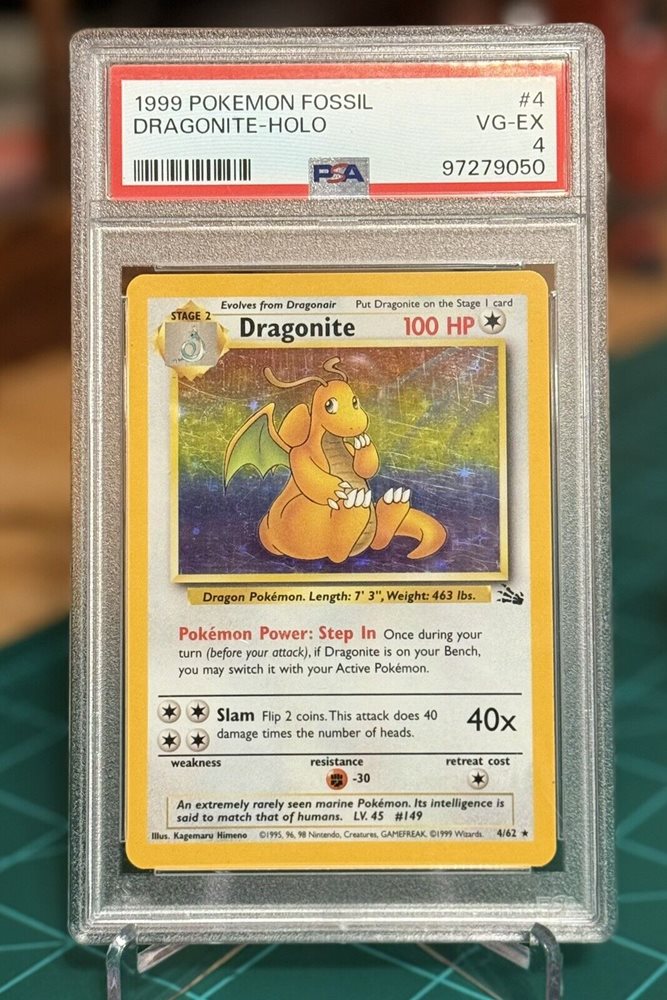 1999 POKEMON FOSSIL #4
DRAGONITE-HOLO VG-EX
4
PSA 97279050
Evolves from Dragonair Put Dragonite on the Stage 1 card
STAGE 2
Dragonite 100 HP
Dragon Pokémon. Length: 7' 3", Weight: 463 lbs.
Pokémon Power: Step In Once during your
turn (before your attack), if Dragonite is on your Bench,
you may switch it with your Active Pokémon.
Slam Flip 2 coins. This attack does 40
damage times the number of heads.
40x
weakness resistance retreat cost
-30
An extremely rarely seen marine Pokémon. Its intelligence is
said to match that of humans. LV. 45 #149
Illus. Kagemaru Himeno ©1995, 96, 98 Nintendo, Creatures, GAMEFREAK. ©1999 Wizards. 4/62 ★